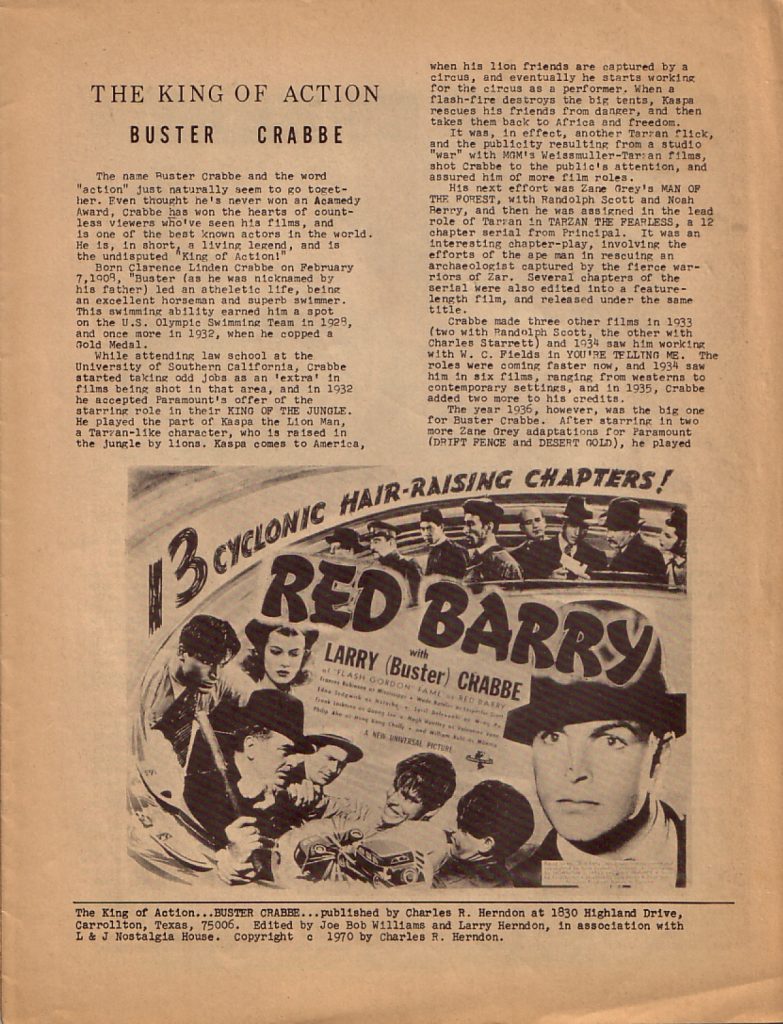 THE KING OF ACTION
BUSTER CRABBE
The name Buster Crabbe and the word
"action" just naturally seem to go toget-
her. Even thought he's never won an Acamedy
Award, Crabbe has won the hearts of count-
less viewers who've seen his films, and
is one of the best known actors in the world.
He is, in short, a living legend, and is
the undisputed "King of Action!"
Born Clarence Linden Crabbe on February
7,1908, "Buster (as he was nicknamed by
his father) led an atheletic life, being
an excellent horseman and superb swimmer.
This swimming ability earned him a spot
on the U.S. Olympic Swimming Team in 1928,
and once more in 1932, when he copped a
Gold Medal.
While attending law school at the
University of Southern California, Crabbe
started taking odd jobs as an 'extra' in
films being shot in that area, and in 1932
he accepted Paramount's offer of the
starring role in their KING OF THE JUNGLE.
He played the part of Kaspa the Lion Man,
a Tarzan-like character, who is raised in
the jungle by lions. Kaspa comes to America,
when his lion friends are captured by a
circus, and eventually he starts working
for the circus as a performer. When a
flash-fire destroys the big tents, Kaspa
rescues his friends from danger, and then
takes them back to Africa and freedom.
It was, in effect, another Tarzan flick,
and the publicity resulting from a studio
"war" with MGM's Weissmuller-Tarzan films,
shot Crabbe to the public's attention, and
assured him of more film roles.
His next effort was Zane Grey's MAN OF
THE FOREST, with Randolph Scott and Noah
Berry, and then he was assigned in the lead
role of Tarzan in TARZAN THE FEARLESS, a 12
chapter serial from Principal. It was an
interesting chapter-play, involving the
efforts of the ape man in rescuing an
archaeologist captured by the fierce war-
riors of Zar. Several chapters of the
serial were also edited into a feature-
length film, and released under the same
title.
Crabbe made three other films in 1933
(two with Randolph Scott, the other with
Charles Starrett) and 1934 saw him working
with W. C. Fields in YOU'RE TELLING ME. The
roles were coming faster now, and 1934 saw
him in six films, ranging from westerns to
contemporary settings, and in 1935, Crabbe
added two more to his credits.
The year 1936, however, was the big one
for Buster Crabbe. After starring in two
more Zane Grey adaptations for Paramount
(DRIFT FENCE and DESERT GOLD), he played
13 CYCLONIC HAIR-RAISING CHAPTERS!
RED BARRY
with
LARRY (Buster) CRABBE
of "FLASH GORDON" FAME as RED BARRY
A NEW UNIVERSAL PICTURE
The King of Action...BUSTER CRABBE...published by Charles R. Herndon at 1830 Highland Drive,
Carrollton, Texas, 75006. Edited by Joe Bob Williams and Larry Herndon, in association with
L & J Nostalgia House. Copyright c 1970 by Charles R. Herndon.